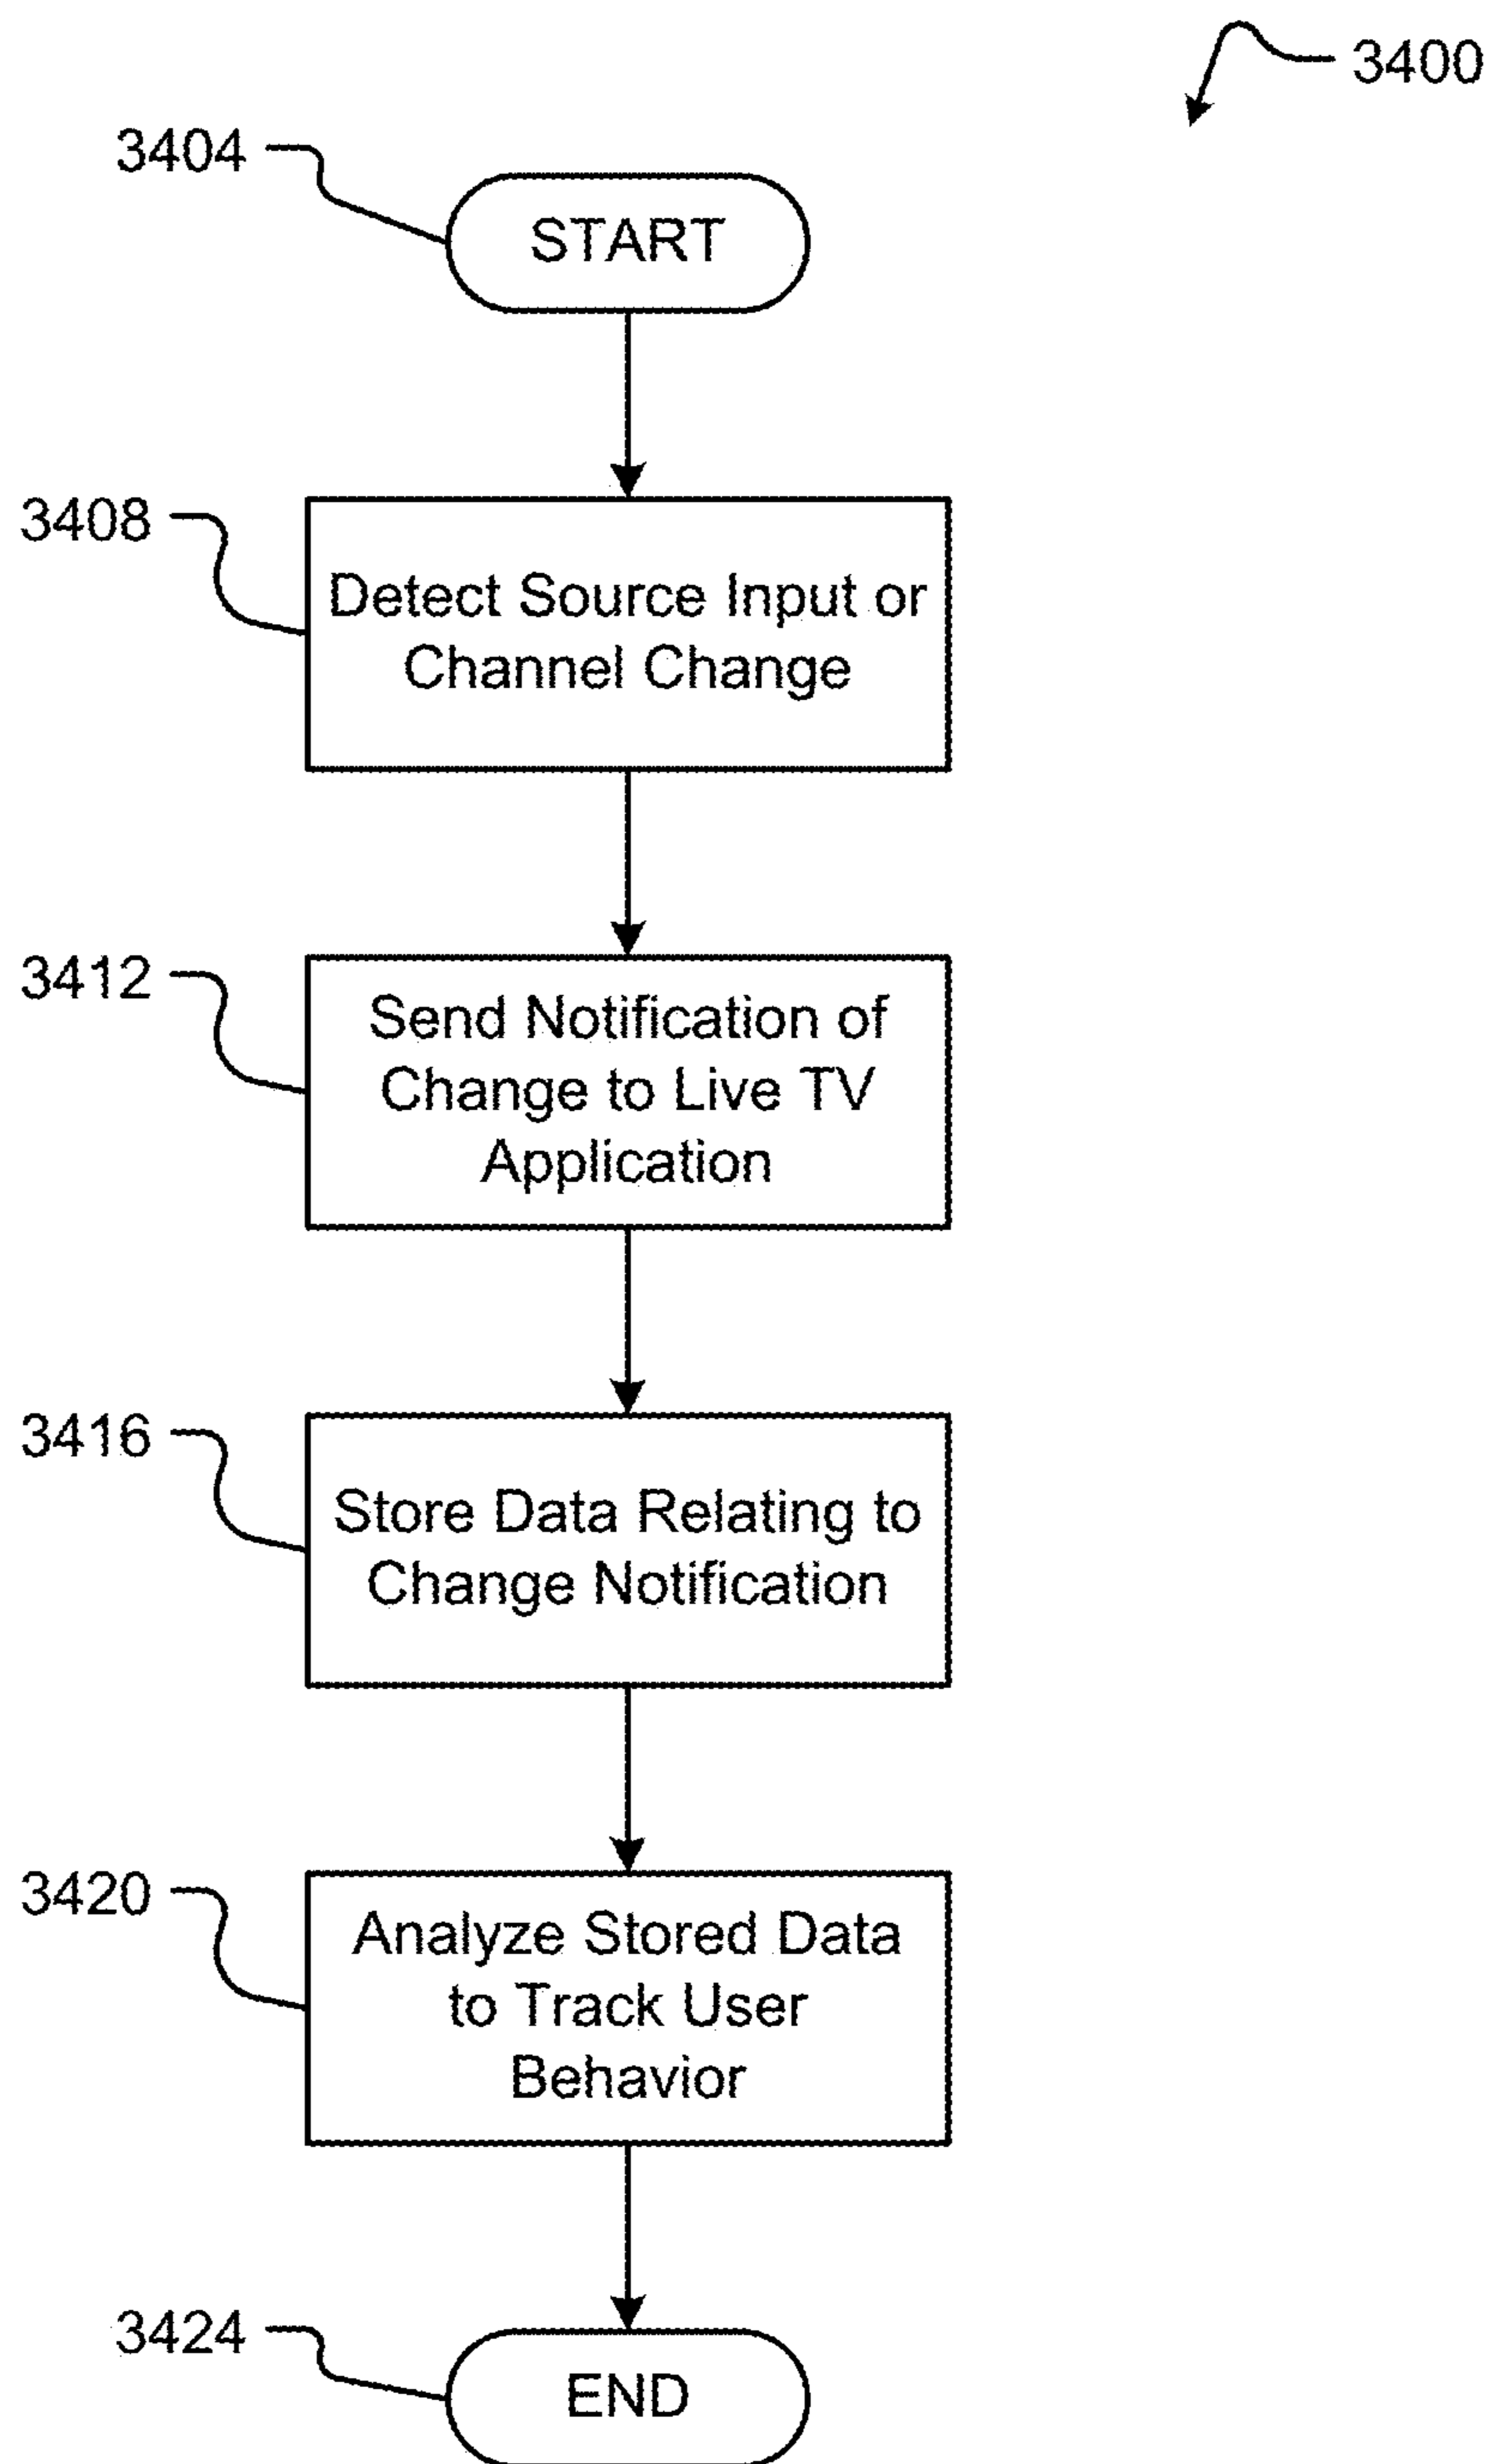 3400
3404
START
3408
Detect Source Input or
Channel Change
3412
Send Notification of
Change to Live TV
Application
3416
Store Data Relating to
Change Notification
3420
Analyze Stored Data
to Track User
Behavior
3424
END